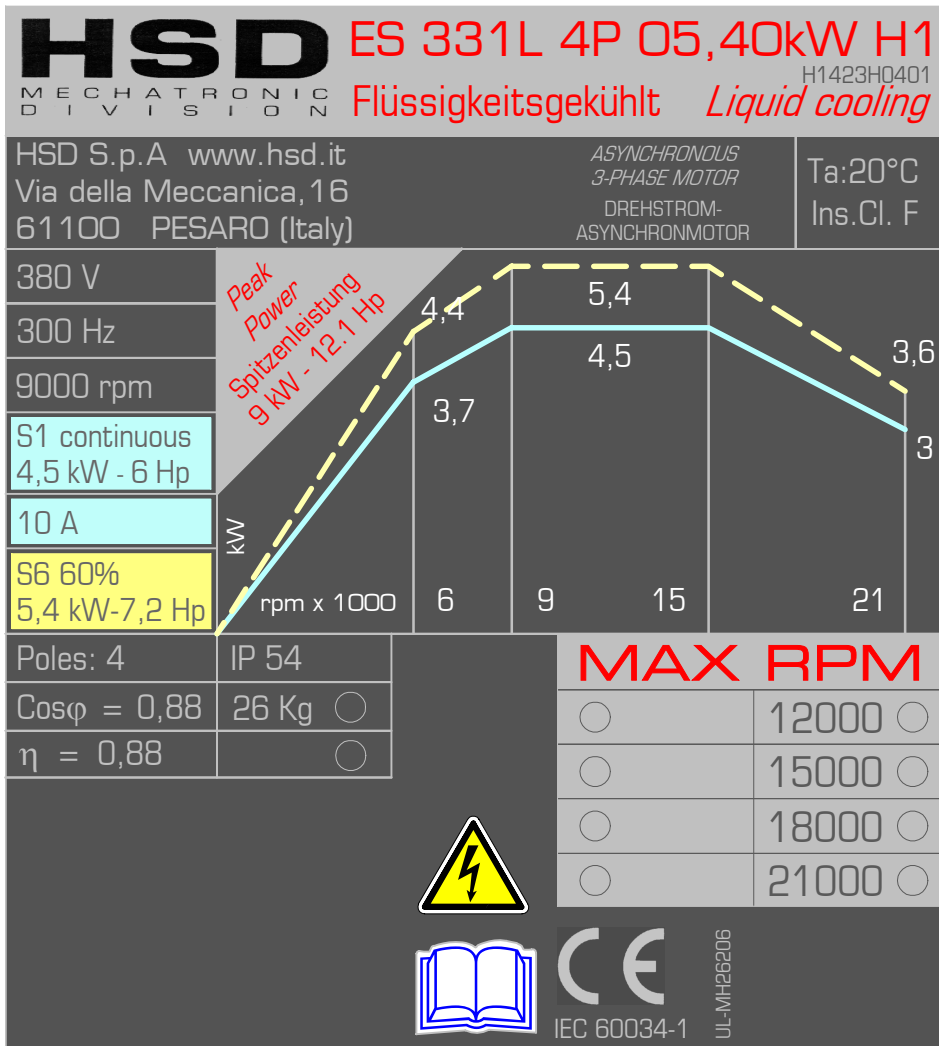 HSD
MECHATRONIC
DIVISION
ES 331L 4P 05,40kW H1
H1423H0401
Flüssigkeitsgekühlt Liquid cooling
HSD S.p.A www.hsd.it
Via della Meccanica,16
61100 PESARO (Italy)
ASYNCHRONOUS
3-PHASE MOTOR
DREHSTROM-
ASYNCHRONMOTOR
Ta:20°C
Ins.Cl. F
380 V
300 Hz
9000 rpm
S1 continuous
4,5 kW - 6 Hp
10 A
S6 60%
5,4 kW-7,2 Hp
Peak
Power
Spitzenleistung
9 kW - 12.1 Hp
4,4
5,4
3,6
3,7
4,5
3
kW
rpm x 1000
6
9
15
21
Poles: 4
IP 54
Cosφ = 0,88
26 Kg
η = 0,88
MAX RPM
12000
15000
18000
21000
CE
IEC 60034-1
UL-MH26206